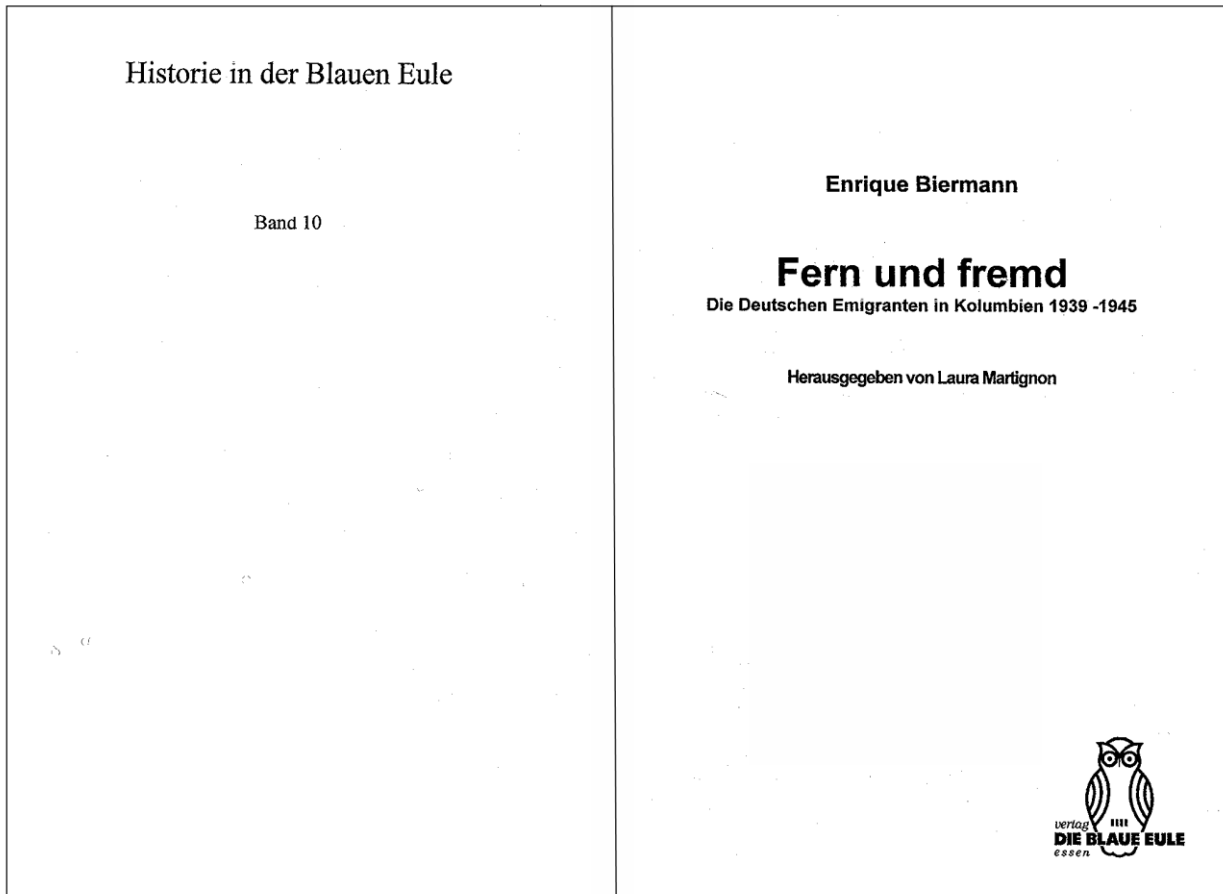 Historie in der Blauen Eule
Band 10
Enrique Biermann
Fern und fremd
Die Deutschen Emigranten in Kolumbien 1939 -1945
Herausgegeben von Laura Martignon
verlag
DIE BLAUE EULE
essen